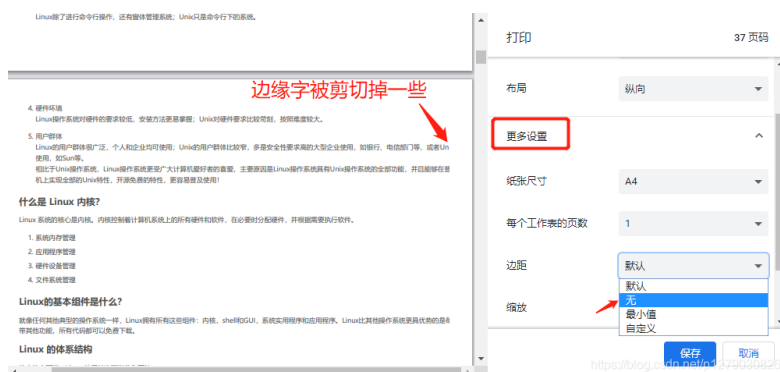 Linux除了进行命令行操作，还有窗体管理系统；Unix只是命令行下的系统。
边缘字被剪切掉一些
4. 硬件环境
Linux操作系统对硬件的要求较低，安装方法更易掌握；Unix对硬件要求比较苛刻，按照难度较大。
5. 用户群体
Linux的用户群体很广泛，个人和企业均可使用；Unix的用户群体比较窄，多是安全性要求高的大型企业使用，如银行、电信部门等，或者Un
使用，如Sun等。
相比于Unix操作系统，Linux操作系统更受广大计算机爱好者的喜爱，主要原因是Linux操作系统具有Unix操作系统的全部功能，并且能够在普
机上实现全部的Unix特性，开源免费的特性，更容易普及使用！
什么是 Linux 内核？
Linux 系统的核心是内核。内核控制着计算机系统上的所有硬件和软件，在必要时分配硬件，并根据需要执行软件。
1. 系统内存管理
2. 应用程序管理
3. 硬件设备管理
4. 文件系统管理
Linux的基本组件是什么？
就像任何其他典型的操作系统一样，Linux拥有所有这些组件：内核，shell和GUI，系统实用程序和应用程序。Linux比其他操作系统更具优势的是每
带其他功能，所有代码都可以免费下载。
Linux 的体系结构
打印
37 页码
布局
纵向
更多设置
纸张尺寸
A4
每个工作表的页数
1
边距
默认
默认
无
最小值
自定义
缩放
保存
取消